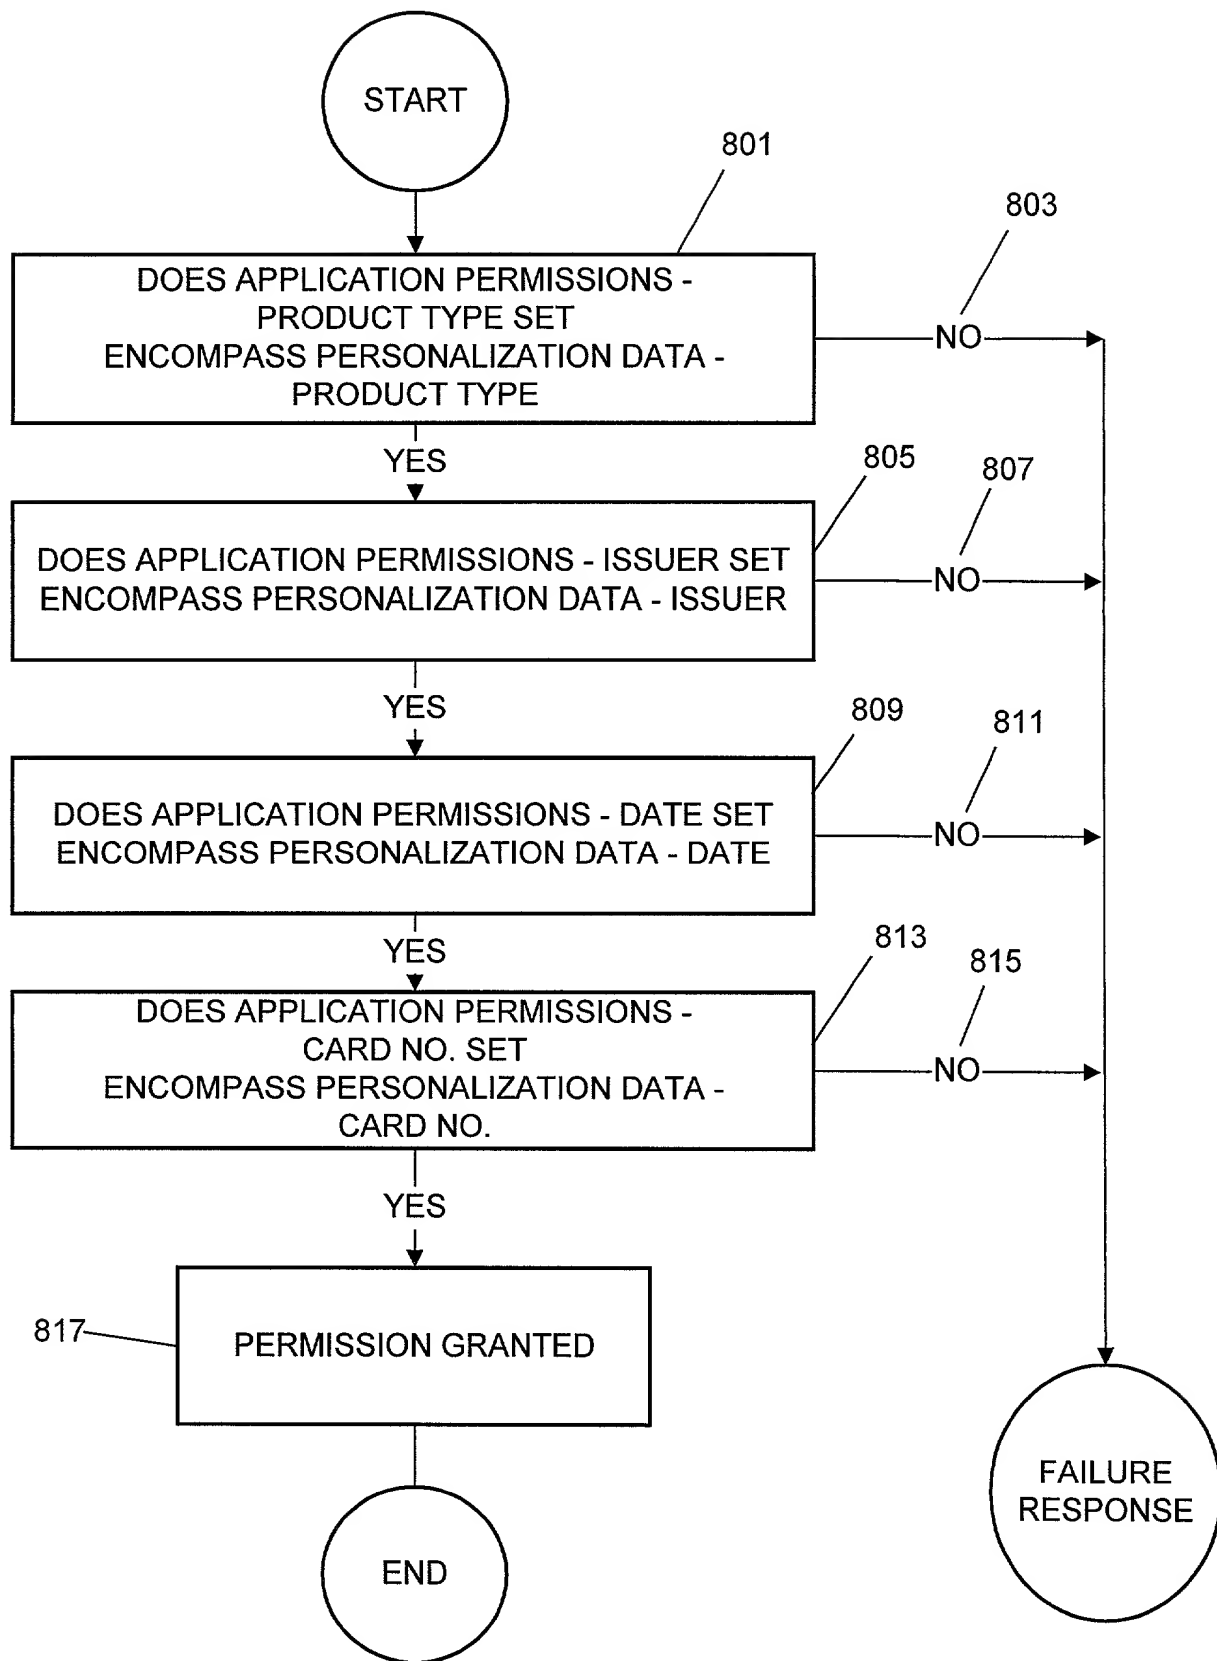 START
801
803
DOES APPLICATION PERMISSIONS -
PRODUCT TYPE SET
ENCOMPASS PERSONALIZATION DATA -
PRODUCT TYPE
NO
YES
805
807
DOES APPLICATION PERMISSIONS - ISSUER SET
ENCOMPASS PERSONALIZATION DATA - ISSUER
NO
YES
809
811
DOES APPLICATION PERMISSIONS - DATE SET
ENCOMPASS PERSONALIZATION DATA - DATE
NO
YES
813
815
DOES APPLICATION PERMISSIONS -
CARD NO. SET
ENCOMPASS PERSONALIZATION DATA -
CARD NO.
NO
YES
817
PERMISSION GRANTED
FAILURE
RESPONSE
END